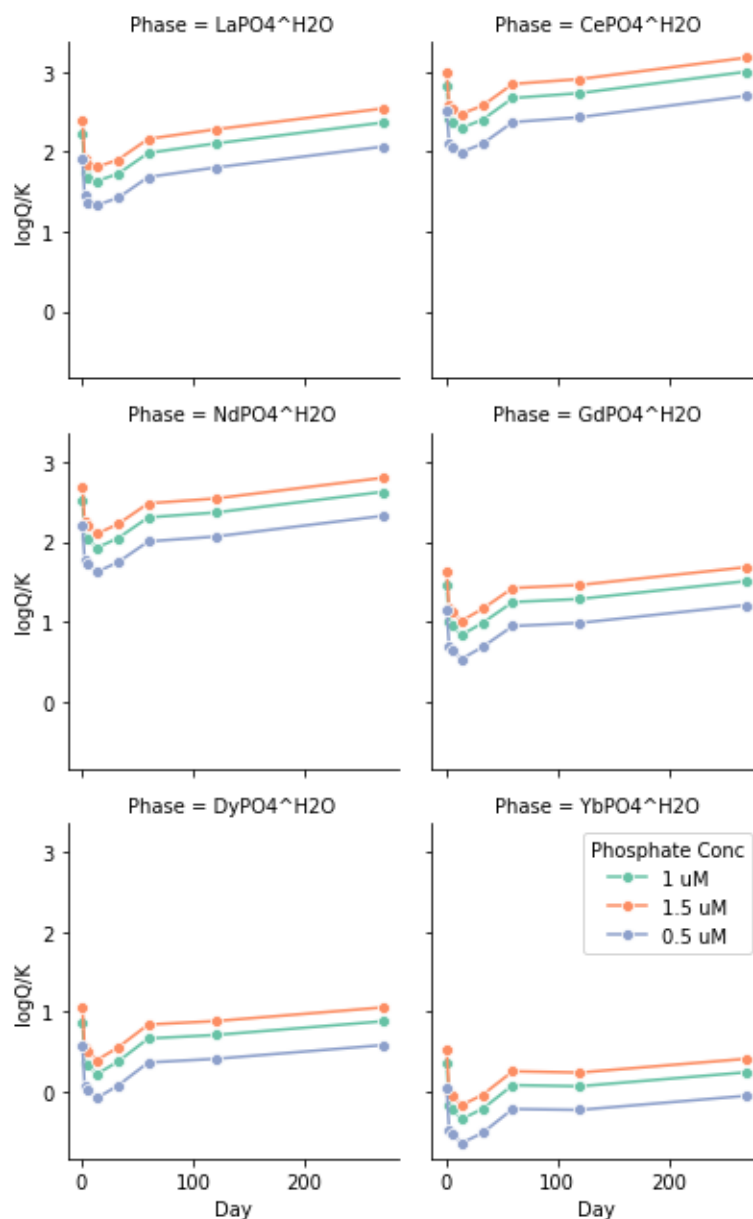 Phase = LaPO4^H2O
Phase = CePO4^H2O
3
2
1
0
logQ/K
Phase = NdPO4^H2O
Phase = GdPO4^H2O
3
2
1
0
logQ/K
Phase = DyPO4^H2O
Phase = YbPO4^H2O
3
2
1
0
logQ/K
Phosphate Conc
1 uM
1.5 uM
0.5 uM
0 100 200
0 100 200
Day
Day